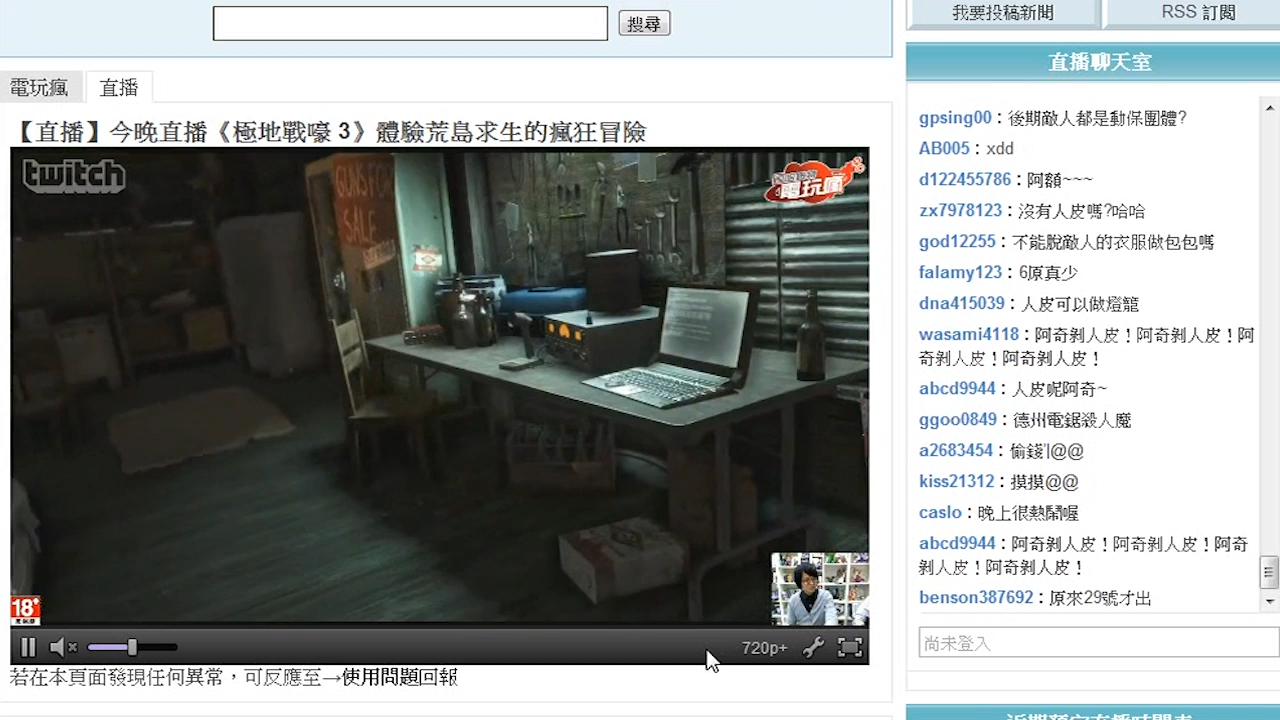 搜尋
我要投稿新聞
RSS 訂閱
電玩瘋
直播
【直播】今晚直播《極地戰嚎 3》體驗荒島求生的瘋狂冒險
twitch
電玩瘋
SALE
18+
720p+
若在本頁面發現任何異常，可反應至→使用問題回報
直播聊天室
gpsing00：後期敵人都是動保團體?
AB005：xdd
d122455786：阿額~~~
zx7978123：沒有人皮嗎?哈哈
god12255：不能脫敵人的衣服做包包嗎
falamy123：6原真少
dna415039：人皮可以做燈籠
wasami4118：阿奇剝人皮！阿奇剝人皮！阿
奇剝人皮！阿奇剝人皮！
abcd9944：人皮呢阿奇~
ggoo0849：德州電鋸殺人魔
a2683454：偷錢'|@@
kiss21312：摸摸@@
caslo：晚上很熱鬧喔
abcd9944：阿奇剝人皮！阿奇剝人皮！阿奇
剝人皮！阿奇剝人皮！
benson387692：原來29號才出
尚未登入